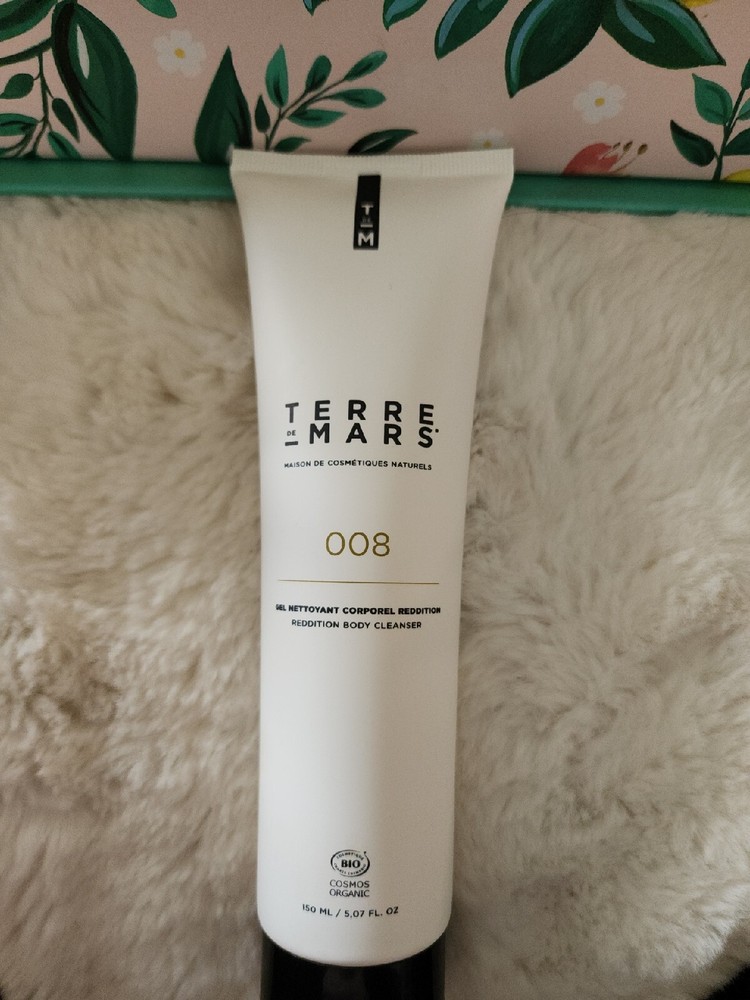 T
DE
M
TERRE
DE MARS
MAISON DE COSMÉTIQUES NATURELS
008
GEL NETTOYANT CORPOREL REDDITION
REDDITION BODY CLEANSER
BIO
COSMOS
ORGANIC
150 ML / 5,07 FL. OZ